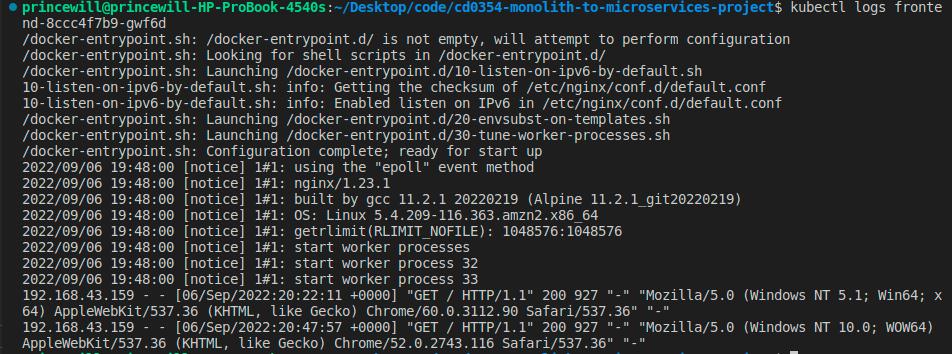 princewill@princewill-HP-ProBook-4540s:~/Desktop/code/cd0354-monolith-to-microservices-project$ kubectl logs fronte
nd-8ccc4f7b9-gwf6d
/docker-entrypoint.sh: /docker-entrypoint.d/ is not empty, will attempt to perform configuration
/docker-entrypoint.sh: Looking for shell scripts in /docker-entrypoint.d/
/docker-entrypoint.sh: Launching /docker-entrypoint.d/10-listen-on-ipv6-by-default.sh
10-listen-on-ipv6-by-default.sh: info: Getting the checksum of /etc/nginx/conf.d/default.conf
10-listen-on-ipv6-by-default.sh: info: Enabled listen on IPv6 in /etc/nginx/conf.d/default.conf
/docker-entrypoint.sh: Launching /docker-entrypoint.d/20-envsubst-on-templates.sh
/docker-entrypoint.sh: Launching /docker-entrypoint.d/30-tune-worker-processes.sh
/docker-entrypoint.sh: Configuration complete; ready for start up
2022/09/06 19:48:00 [notice] 1#1: using the "epoll" event method
2022/09/06 19:48:00 [notice] 1#1: nginx/1.23.1
2022/09/06 19:48:00 [notice] 1#1: built by gcc 11.2.1 20220219 (Alpine 11.2.1_git20220219)
2022/09/06 19:48:00 [notice] 1#1: OS: Linux 5.4.209-116.363.amzn2.x86_64
2022/09/06 19:48:00 [notice] 1#1: getrlimit(RLIMIT_NOFILE): 1048576:1048576
2022/09/06 19:48:00 [notice] 1#1: start worker processes
2022/09/06 19:48:00 [notice] 1#1: start worker process 32
2022/09/06 19:48:00 [notice] 1#1: start worker process 33
192.168.43.159 - - [06/Sep/2022:20:22:11 +0000] "GET / HTTP/1.1" 200 927 "-" "Mozilla/5.0 (Windows NT 5.1; Win64; x
64) AppleWebKit/537.36 (KHTML, like Gecko) Chrome/60.0.3112.90 Safari/537.36" "-"
192.168.43.159 - - [06/Sep/2022:20:47:57 +0000] "GET / HTTP/1.1" 200 927 "-" "Mozilla/5.0 (Windows NT 10.0; WOW64) 
AppleWebKit/537.36 (KHTML, like Gecko) Chrome/52.0.2743.116 Safari/537.36" "-"